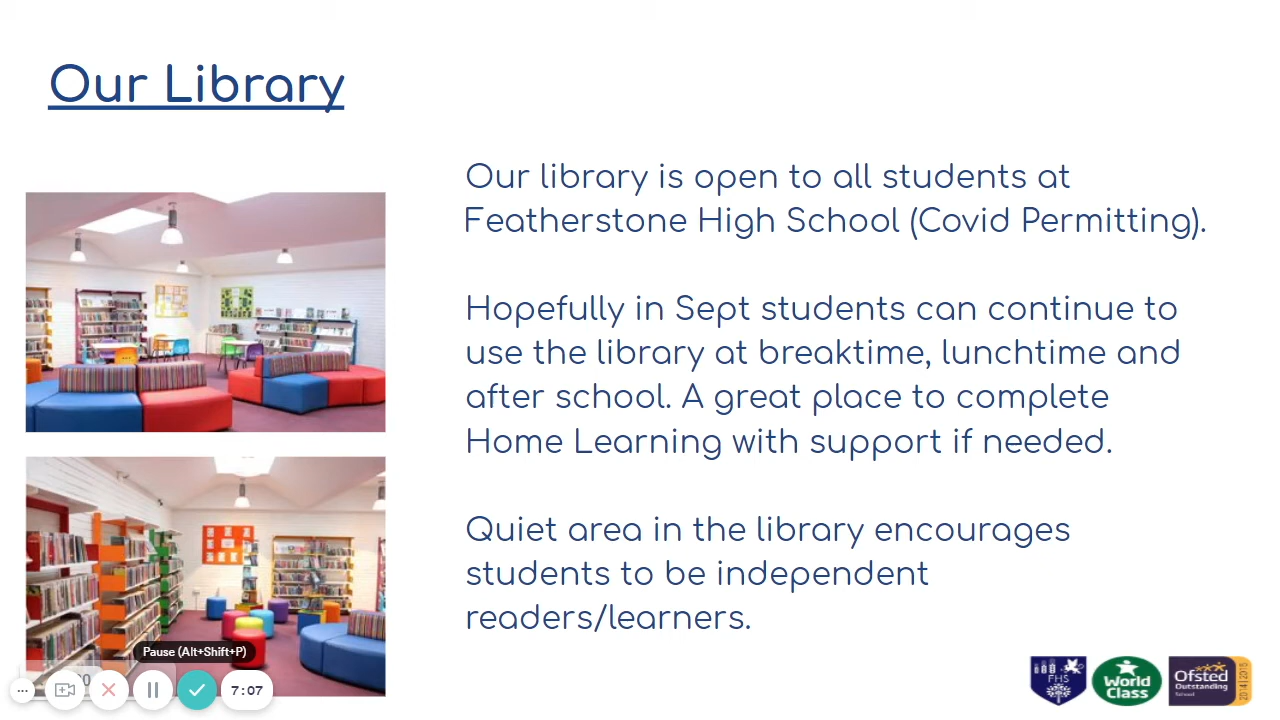 Our Library
Our library is open to all students at
Featherstone High School (Covid Permitting).
Hopefully in Sept students can continue to
use the library at breaktime, lunchtime and
after school. A great place to complete
Home Learning with support if needed.
Quiet area in the library encourages
students to be independent
readers/learners.
Pause (Alt+Shift+P)
7:07
FHS
World
Class
Ofsted
Outstanding
School